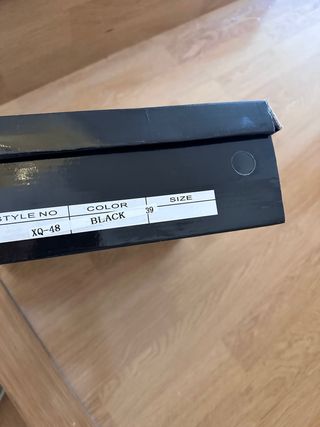 STYLE NO COLOR SIZE
XQ-48 BLACK 39